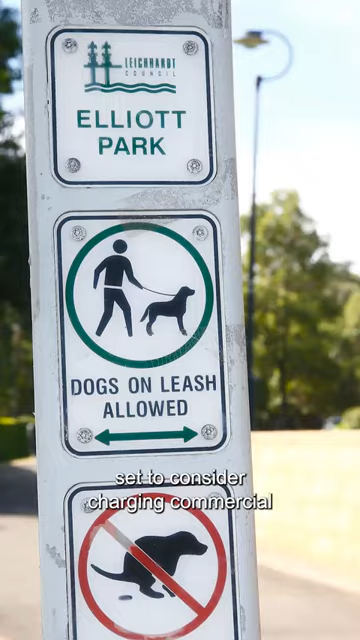 LEICHHARDT
COUNCIL
ELLIOTT
PARK
DOGS ON LEASH
ALLOWED
set to consider
charging commercial